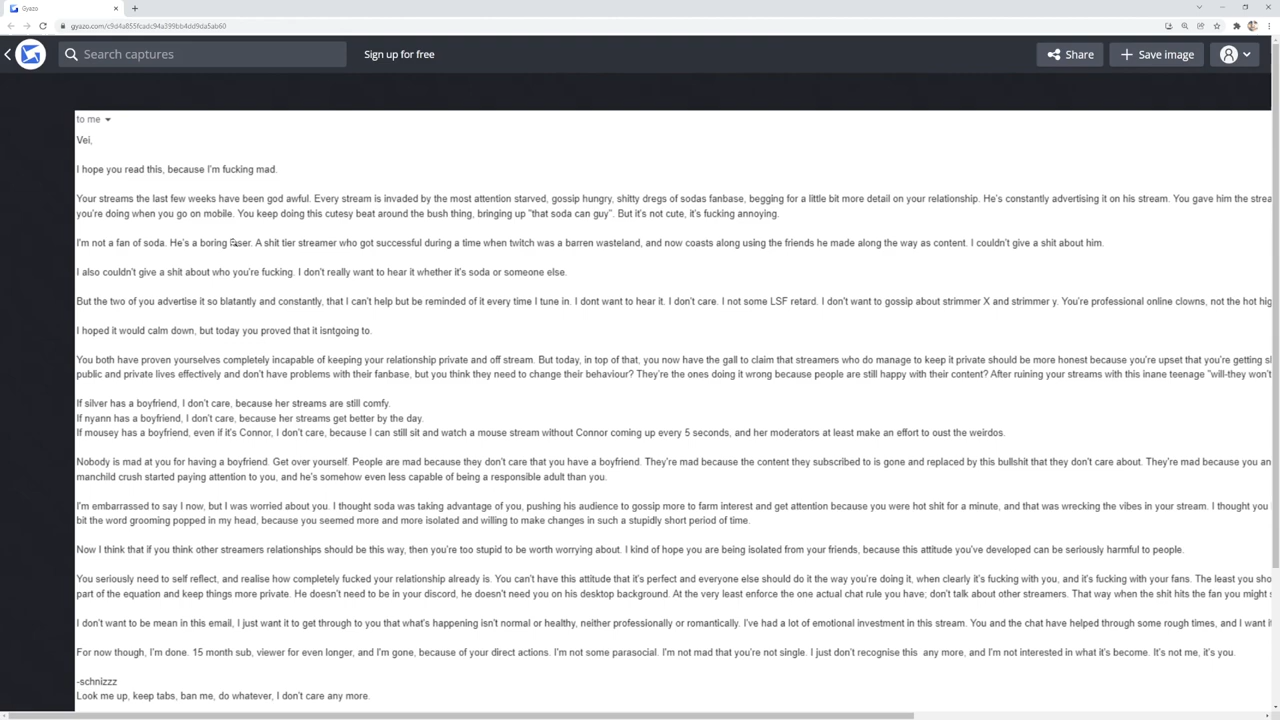 Gyazo
gyazo.com/c9d4a855fcadc94a399bb4dd9da5ab60
Search captures
Sign up for free
Share
Save image
to me
Vei,
I hope you read this, because I'm fucking mad.
Your streams the last few weeks have been god awful. Every stream is invaded by the most attention starved, gossip hungry, shitty dregs of sodas fanbase, begging for a little bit more detail on your relationship. He's constantly advertising it on his stream. You gave him the strea
you're doing when you go on mobile. You keep doing this cutesy beat around the bush thing, bringing up "that soda can guy". But it's not cute, it's fucking annoying.
I'm not a fan of soda. He's a boring A shit tier streamer who got successful during a time when twitch was a barren wasteland, and now coasts along using the friends he made along the way as content. I couldn't give a shit about him.
I also couldn't give a shit about who you're fucking. I don't really want to hear it whether it's soda or someone else.
But the two of you advertise it so blatantly and constantly, that I can't help but be reminded of it every time I tune in. I dont want to hear it. I don't care. I not some LSF retard. I don't want to gossip about strimmer X and strimmer y. You're professional online clowns, not the hot hig
I hoped it would calm down, but today you proved that it isntgoing to.
You both have proven yourselves completely incapable of keeping your relationship private and off stream. But today, in top of that, you now have the gall to claim that streamers who do manage to keep it private should be more honest because you're upset that you're getting s
public and private lives effectively and don't have problems with their fanbase, but you think they need to change their behaviour? They're the ones doing it wrong because people are still happy with their content? After ruining your streams with this inane teenage "will-they won't
If silver has a boyfriend, I don't care, because her streams are still comfy.
If nyann has a boyfriend, I don't care, because her streams get better by the day.
If mousey has a boyfriend, even if it's Connor, I don't care, because I can still sit and watch a mouse stream without Connor coming up every 5 seconds, and her moderators at least make an effort to oust the weirdos.
Nobody is mad at you for having a boyfriend. Get over yourself. People are mad because they don't care that you have a boyfriend. They're mad because the content they subscribed to is gone and replaced by this bullshit that they don't care about. They're mad because you an
manchild crush started paying attention to you, and he's somehow even less capable of being a responsible adult than you.
I'm embarrassed to say I now, but I was worried about you. I thought soda was taking advantage of you, pushing his audience to gossip more to farm interest and get attention because you were hot shit for a minute, and that was wrecking the vibes in your stream. I thought you
bit the word grooming popped in my head, because you seemed more and more isolated and willing to make changes in such a stupidly short period of time.
Now I think that if you think other streamers relationships should be this way, then you're too stupid to be worth worrying about. I kind of hope you are being isolated from your friends, because this attitude you've developed can be seriously harmful to people.
You seriously need to self reflect, and realise how completely fucked your relationship already is. You can't have this attitude that it's perfect and everyone else should do it the way you're doing it, when clearly it's fucking with you, and it's fucking with your fans. The least you sho
part of the equation and keep things more private. He doesn't need to be in your discord, he doesn't need you on his desktop background. At the very least enforce the one actual chat rule you have; don't talk about other streamers. That way when the shit hits the fan you might s
I don't want to be mean in this email, I just want it to get through to you that what's happening isn't normal or healthy, neither professionally or romantically. I've had a lot of emotional investment in this stream. You and the chat have helped through some rough times, and I want i
For now though, I'm done. 15 month sub, viewer for even longer, and I'm gone, because of your direct actions. I'm not some parasocial. I'm not mad that you're not single. I just don't recognise this any more, and I'm not interested in what it's become. It's not me, it's you.
-schnizzz
Look me up, keep tabs, ban me, do whatever, I don't care any more.